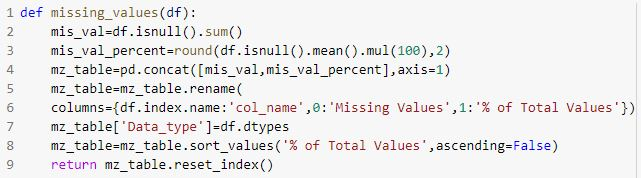 1 def missing_values(df):
2     mis_val=df.isnull().sum()
3     mis_val_percent=round(df.isnull().mean().mul(100),2)
4     mz_table=pd.concat([mis_val,mis_val_percent],axis=1)
5     mz_table=mz_table.rename(
6     columns={df.index.name:'col_name',0:'Missing Values',1:'% of Total Values'})
7     mz_table['Data_type']=df.dtypes
8     mz_table=mz_table.sort_values('% of Total Values',ascending=False)
9     return mz_table.reset_index()